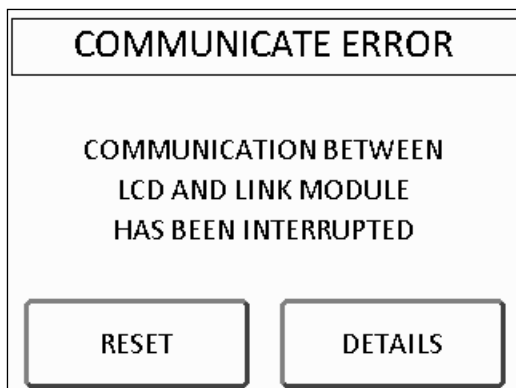 COMMUNICATE ERROR
COMMUNICATION BETWEEN
LCD AND LINK MODULE
HAS BEEN INTERRUPTED
RESET
DETAILS